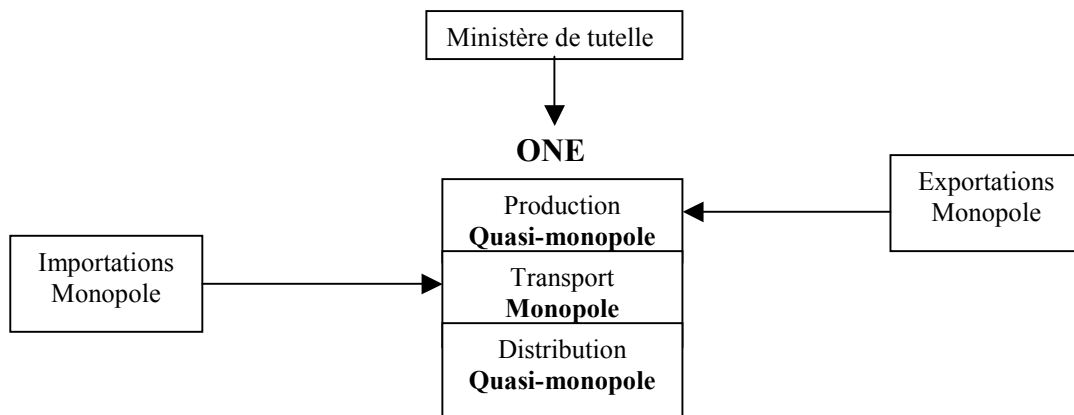 Ministère de tutelle
ONE
Production
Quasi-monopole
Exportations
Monopole
Importations
Monopole
Transport
Monopole
Distribution
Quasi-monopole